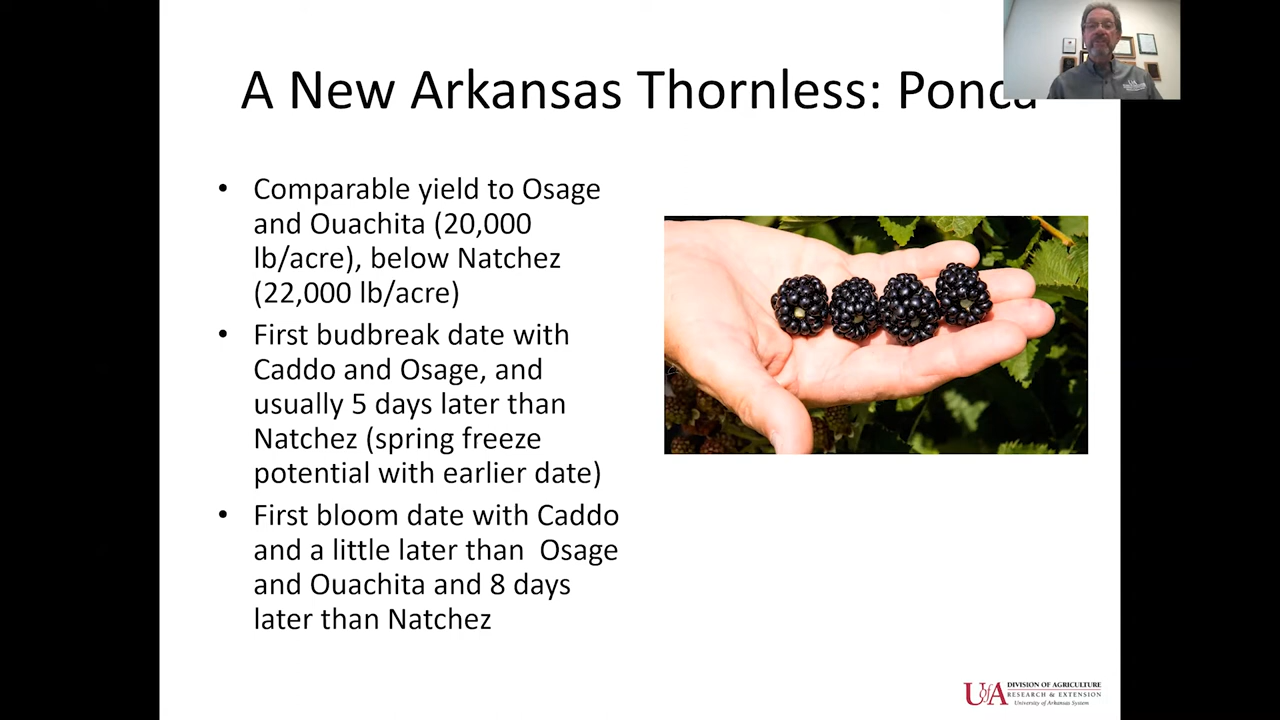 A New Arkansas Thornless: Ponca
• Comparable yield to Osage
and Ouachita (20,000
lb/acre), below Natchez
(22,000 lb/acre)
• First budbreak date with
Caddo and Osage, and
usually 5 days later than
Natchez (spring freeze
potential with earlier date)
• First bloom date with Caddo
and a little later than Osage
and Ouachita and 8 days
later than Natchez
UofA
DIVISION OF AGRICULTURE
RESEARCH & EXTENSION
University of Arkansas System